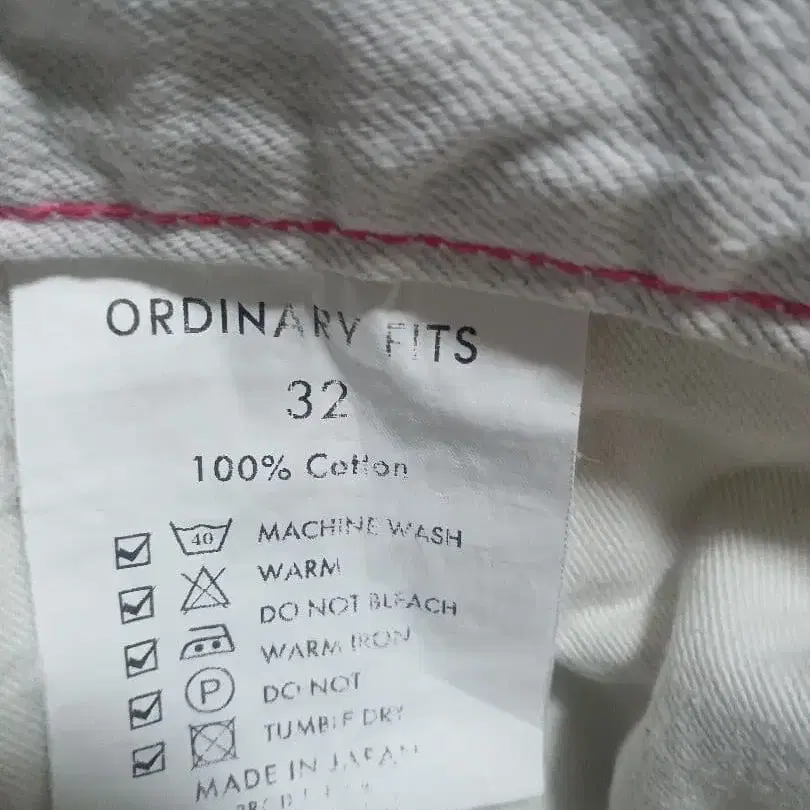 ORDINARY FITS
32
100% Cotton
40 MACHINE WASH
WARM
DO NOT BLEACH
WARM IRON
P DO NOT
TUMBLE DRY
MADE IN JAPAN